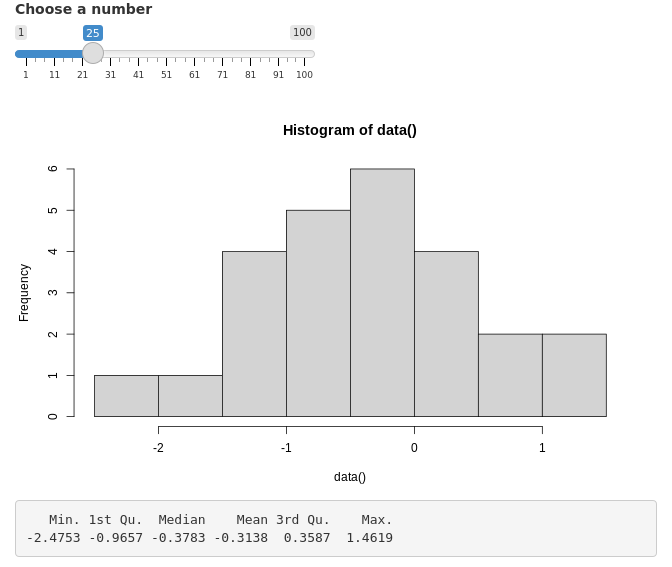 Choose a number
1 25 100
1 11 21 31 41 51 61 71 81 91 100
Histogram of data()
Frequency
6
5
4
3
2
1
0
-2 -1 0 1
data()
Min. 1st Qu. Median Mean 3rd Qu. Max.
-2.4753 -0.9657 -0.3783 -0.3138 0.3587 1.4619